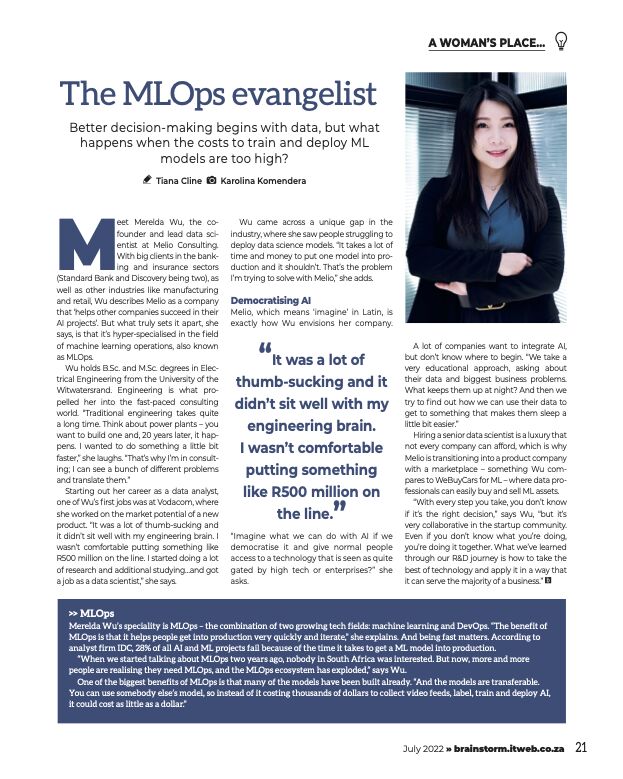 A WOMAN'S PLACE...
The MLOps evangelist
Better decision-making begins with data, but what
happens when the costs to train and deploy ML
models are too high?
Tiana Cline Karolina Komendera
Meet Merelda Wu, the co-
founder and lead data sci-
entist at Melio Consulting.
With big clients in the bank-
ing and insurance sectors
(Standard Bank and Discovery being two), as
well as other industries like manufacturing
and retail, Wu describes Melio as a company
that 'helps other companies succeed in their
AI projects'. But what truly sets it apart, she
says, is that it's hyper-specialised in the field
of machine learning operations, also known
as MLOps.
Wu holds B.Sc. and M.Sc. degrees in Elec-
trical Engineering from the University of the
Witwatersrand. Engineering is what pro-
pelled her into the fast-paced consulting
world. "Traditional engineering takes quite
a long time. Think about power plants – you
want to build one and, 20 years later, it hap-
pens. I wanted to do something a little bit
faster," she laughs. "That's why I'm in consult-
ing; I can see a bunch of different problems
and translate them."
Starting out her career as a data analyst,
one of Wu's first jobs was at Vodacom, where
she worked on the market potential of a new
product. "It was a lot of thumb-sucking and
it didn't sit well with my engineering brain. I
wasn't comfortable putting something like
R500 million on the line. I started doing a lot
of research and additional studying...and got
a job as a data scientist," she says.
Wu came across a unique gap in the
industry, where she saw people struggling to
deploy data science models. "It takes a lot of
time and money to put one model into pro-
duction and it shouldn't. That's the problem
I'm trying to solve with Melio," she adds.
Democratising AI
Melio, which means 'imagine' in Latin, is
exactly how Wu envisions her company.
"It was a lot of
thumb-sucking and it
didn't sit well with my
engineering brain.
I wasn't comfortable
putting something
like R500 million on
the line."
"Imagine what we can do with AI if we
democratise it and give normal people
access to a technology that is seen as quite
gated by high tech or enterprises?" she
asks.
A lot of companies want to integrate AI,
but don't know where to begin. "We take a
very educational approach, asking about
their data and biggest business problems.
What keeps them up at night? And then we
try to find out how we can use their data to
get to something that makes them sleep a
little bit easier."
Hiring a senior data scientist is a luxury that
not every company can afford, which is why
Melio is transitioning into a product company
with a marketplace – something Wu com-
pares to WeBuyCars for ML – where data pro-
fessionals can easily buy and sell ML assets.
"With every step you take, you don't know
if it's the right decision," says Wu, "but it's
very collaborative in the startup community.
Even if you don't know what you're doing,
you're doing it together. What we've learned
through our R&D journey is how to take the
best of technology and apply it in a way that
it can serve the majority of a business." b
>> MLOps
Merelda Wu's speciality is MLOps – the combination of two growing tech fields: machine learning and DevOps. "The benefit of
MLOps is that it helps people get into production very quickly and iterate," she explains. And being fast matters. According to
analyst firm IDC, 28% of all AI and ML projects fail because of the time it takes to get a ML model into production.
"When we started talking about MLOps two years ago, nobody in South Africa was interested. But now, more and more
people are realising they need MLOps, and the MLOps ecosystem has exploded," says Wu.
One of the biggest benefits of MLOps is that many of the models have been built already. "And the models are transferable.
You can use somebody else's model, so instead of it costing thousands of dollars to collect video feeds, label, train and deploy AI,
it could cost as little as a dollar."
July 2022 » brainstorm.itweb.co.za 21